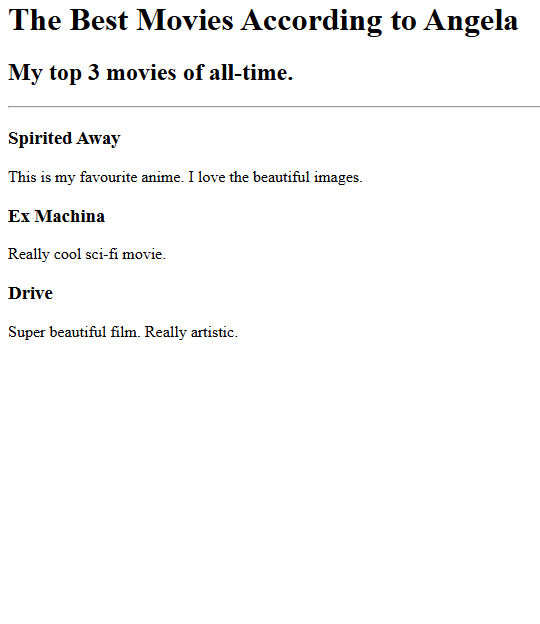 The Best Movies According to Angela
My top 3 movies of all-time.
Spirited Away
This is my favourite anime. I love the beautiful images.
Ex Machina
Really cool sci-fi movie.
Drive
Super beautiful film. Really artistic.